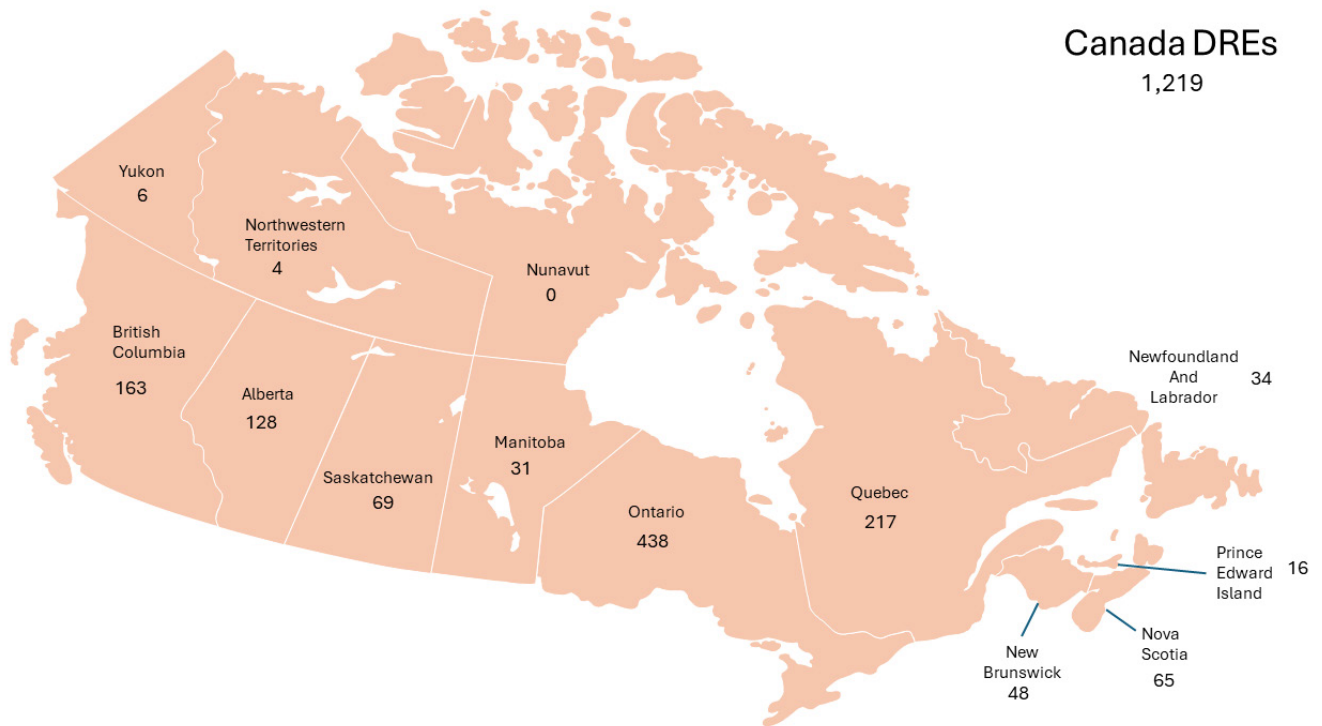 Canada DREs
1,219
Yukon
6
Northwestern
Territories
4
Nunavut
0
British
Columbia
163
Alberta
128
Saskatchewan
69
Manitoba
31
Ontario
438
Quebec
217
Newfoundland
And
Labrador
34
Prince
Edward
Island
16
Nova
Scotia
65
New
Brunswick
48